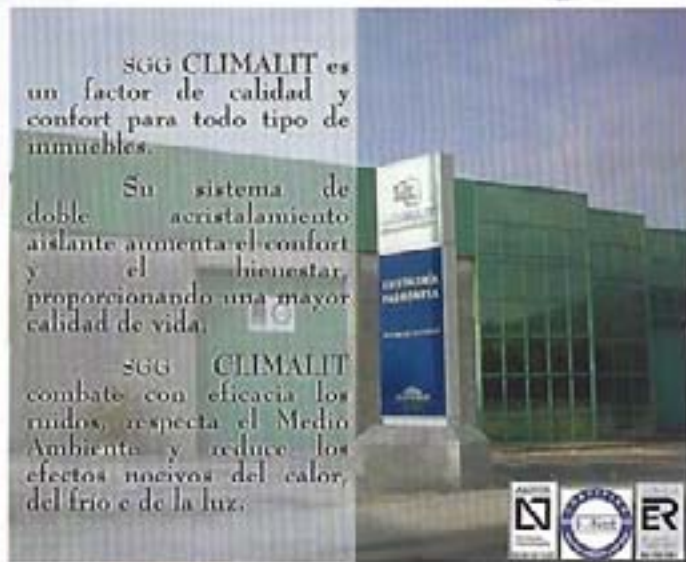 SGG CLIMALIT es
un factor de calidad y
confort para todo tipo de
inmuebles.
Su sistema de
doble acristalamiento
aislante aumenta el confort
y el bienestar,
proporcionando una mayor
calidad de vida.
SGG CLIMALIT
combate con eficacia los
ruidos, respecta el Medio
Ambiente y reduce los
efectos nocivos del calor,
del frio e de la luz.
CRISTALERÍA
N
ER